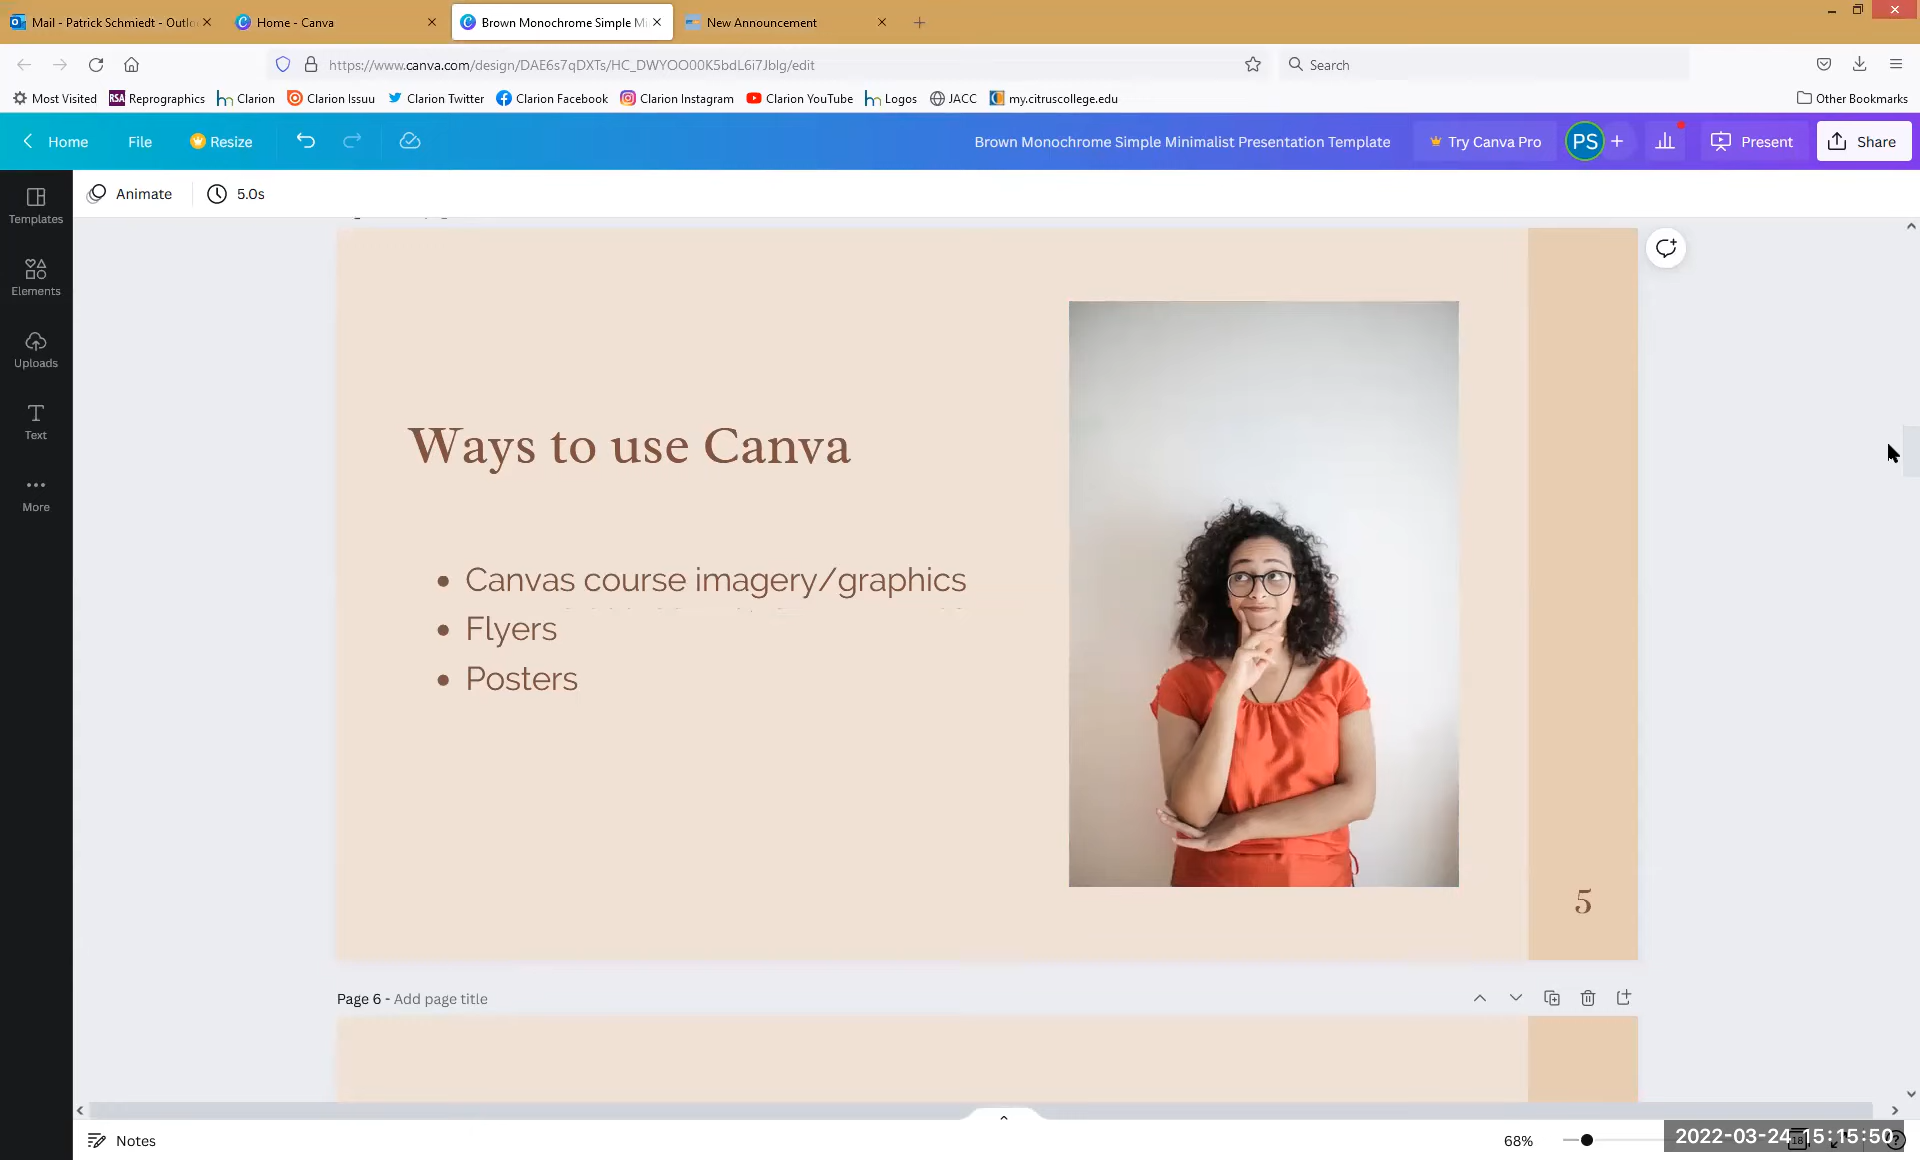 Mail - Patrick Schmiedt - Outlo
Home - Canva
Brown Monochrome Simple Mi
New Announcement
https://www.canva.com/design/DAE6s7qDXTs/HC_DWYOO00K5bdL6i7Jblg/edit
Search
Most Visited
RSA Reprographics
Clarion
Clarion Issuu
Clarion Twitter
Clarion Facebook
Clarion Instagram
Clarion YouTube
Logos
JACC
my.citruscollege.edu
Other Bookmarks
Home
File
Resize
Brown Monochrome Simple Minimalist Presentation Template
Try Canva Pro
PS
Present
Share
Animate
5.0s
Templates
Elements
Uploads
Text
More
Ways to use Canva
• Canvas course imagery/graphics
• Flyers
• Posters
5
Page 6 - Add page title
Notes
68%
2022-03-24 15:15:50